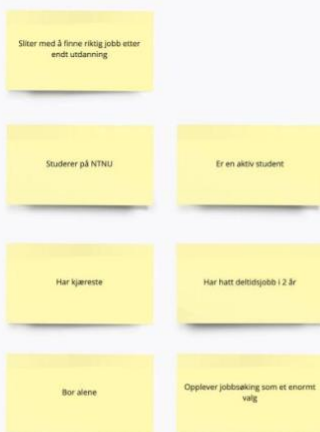 Sliter med å finne riktig jobb etter
endt utdanning
Studerer på NTNU
Er en aktiv student
Har kjæreste
Har hatt deltidsjobb i 2 år
Bor alene
Opplever jobbsøking som et enormt
valg